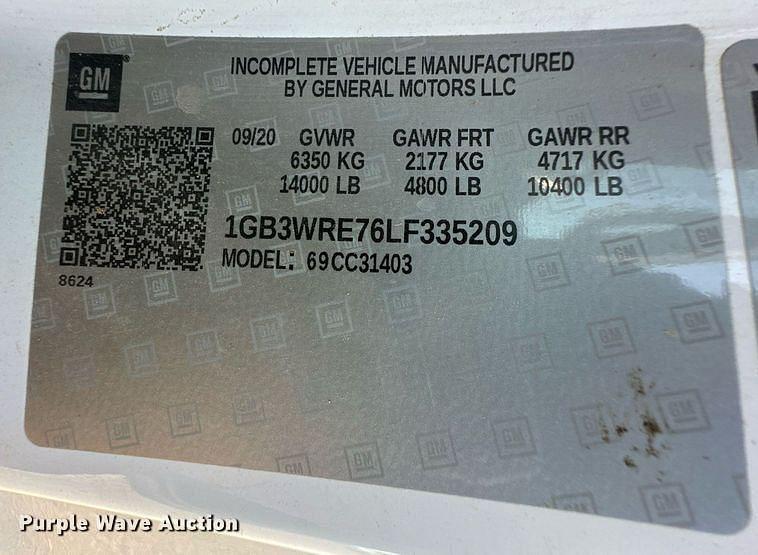 GM
INCOMPLETE VEHICLE MANUFACTURED
BY GENERAL MOTORS LLC
09/20 GVWR GAWR FRT GAWR RR
6350 KG 2177 KG 4717 KG
14000 LB 4800 LB 10400 LB
1GB3WRE76LF335209
MODEL: 69CC31403
8624
Purple Wave Auction